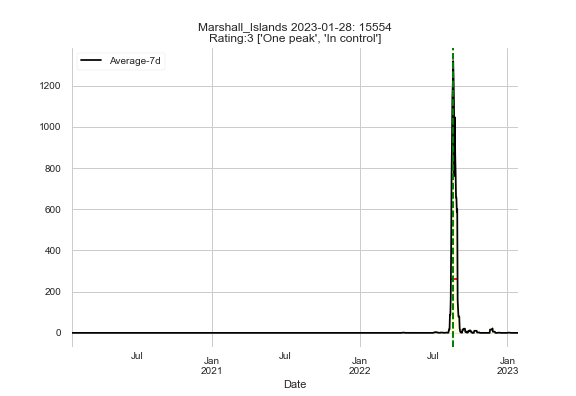 Marshall_Islands 2023-01-28: 15554
Rating:3 ['One peak', 'In control']
Average-7d
1200
1000
800
600
400
200
0
Jul
Jan
2021
Jul
Jan
2022
Jul
Jan
2023
Date